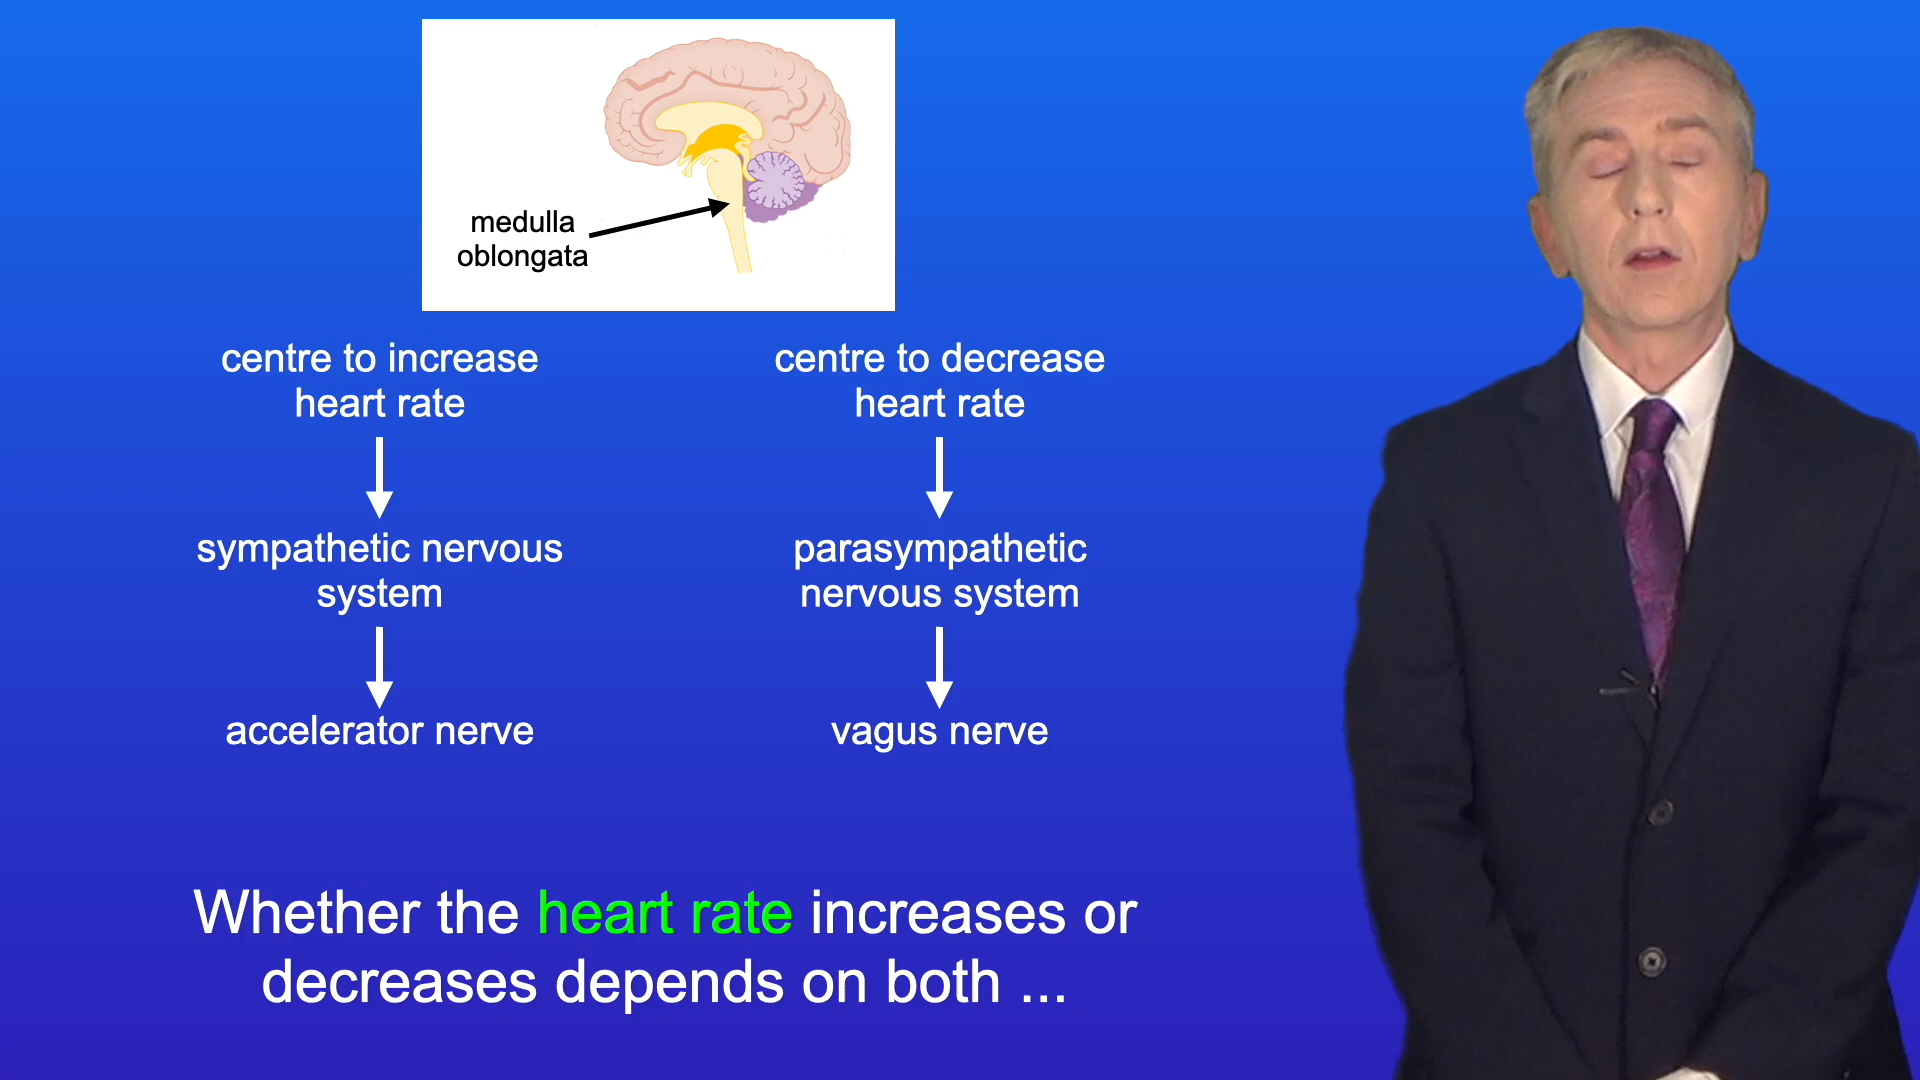 medulla
oblongata
centre to increase
heart rate
centre to decrease
heart rate
sympathetic nervous
system
parasympathetic
nervous system
accelerator nerve
vagus nerve
Whether the heart rate increases or
decreases depends on both ...